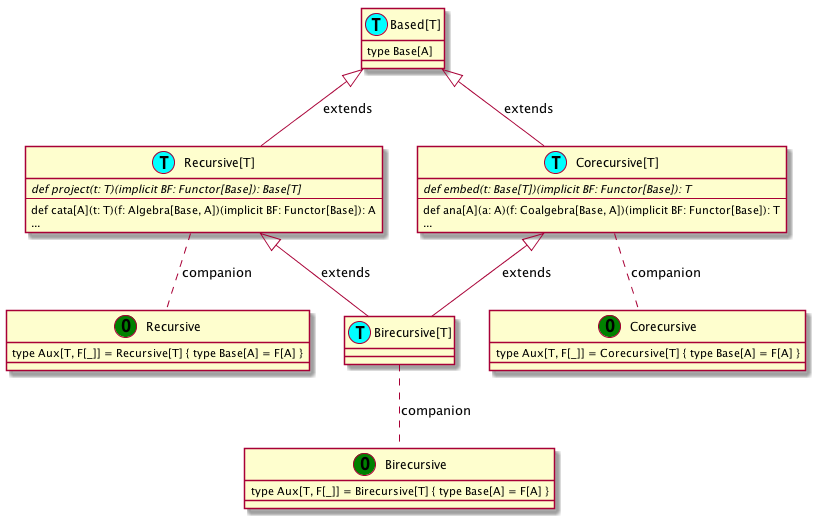 T Based[T]
type Base[A]
extends
extends
T Recursive[T]
def project(t: T)(implicit BF: Functor[Base]): Base[T]
def cata[A](t: T)(f: Algebra[Base, A])(implicit BF: Functor[Base]): A
...
T Corecursive[T]
def embed(t: Base[T])(implicit BF: Functor[Base]): T
def ana[A](a: A)(f: Coalgebra[Base, A])(implicit BF: Functor[Base]): T
...
companion
extends
extends
companion
O Recursive
type Aux[T, F[_]] = Recursive[T] { type Base[A] = F[A] }
T Birecursive[T]
O Corecursive
type Aux[T, F[_]] = Corecursive[T] { type Base[A] = F[A] }
companion
O Birecursive
type Aux[T, F[_]] = Birecursive[T] { type Base[A] = F[A] }